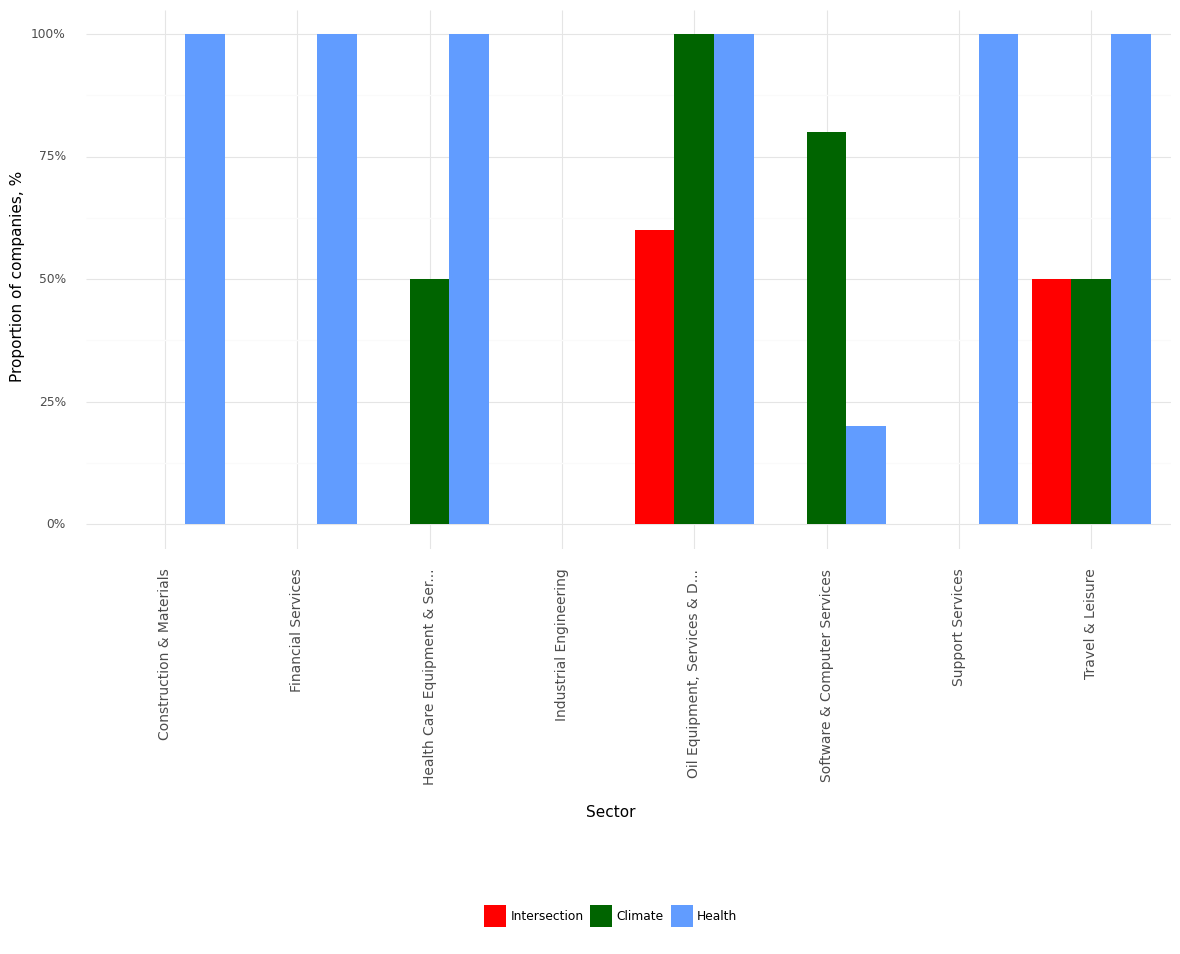 100%
75%
50%
25%
0%
Proportion of companies, %
Construction & Materials
Financial Services
Health Care Equipment & Ser...
Industrial Engineering
Oil Equipment, Services & D...
Software & Computer Services
Support Services
Travel & Leisure
Sector
Intersection Climate Health